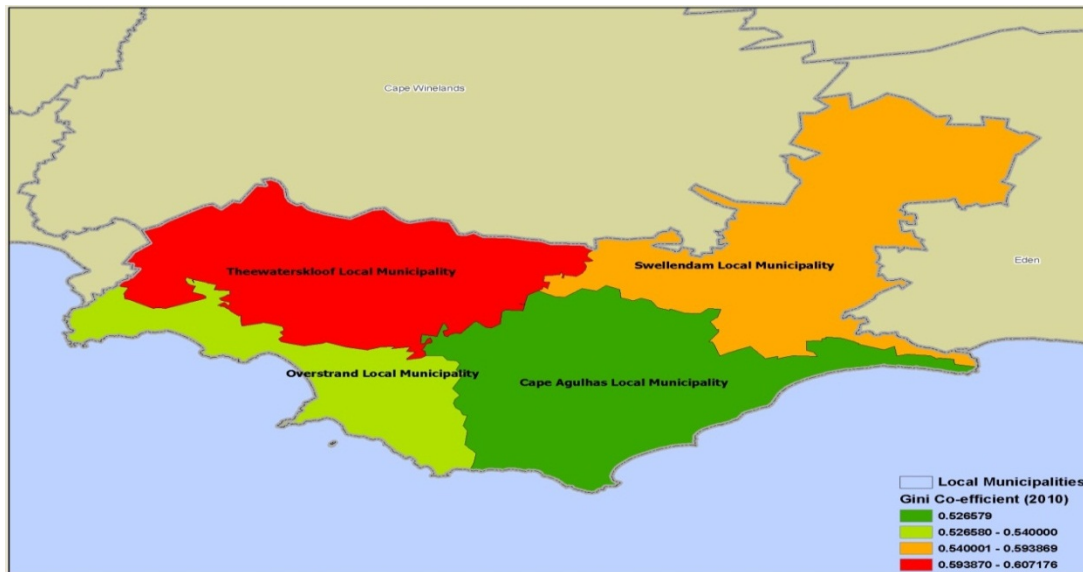 Cape Winelands
Swellendam Local Municipality
Eden
Theewaterskloof Local Municipality
Overstrand Local Municipality
Cape Agulhas Local Municipality
Local Municipalities
Gini Co-efficient (2010)
0.526579
0.526580 - 0.540000
0.540001 - 0.593869
0.593870 - 0.607176